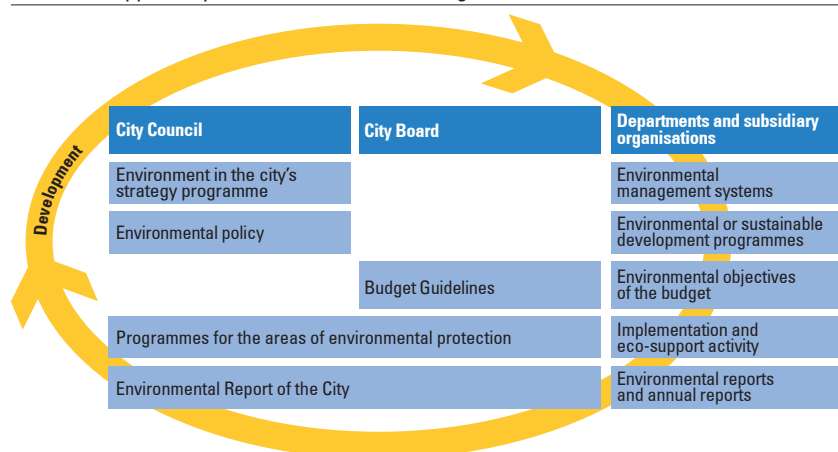 Development
City Council
City Board
Departments and subsidiary
organisations
Environment in the city's
strategy programme
Environmental
management systems
Environmental policy
Environmental or sustainable
development programmes
Budget Guidelines
Environmental objectives
of the budget
Programmes for the areas of environmental protection
Implementation and
eco-support activity
Environmental Report of the City
Environmental reports
and annual reports